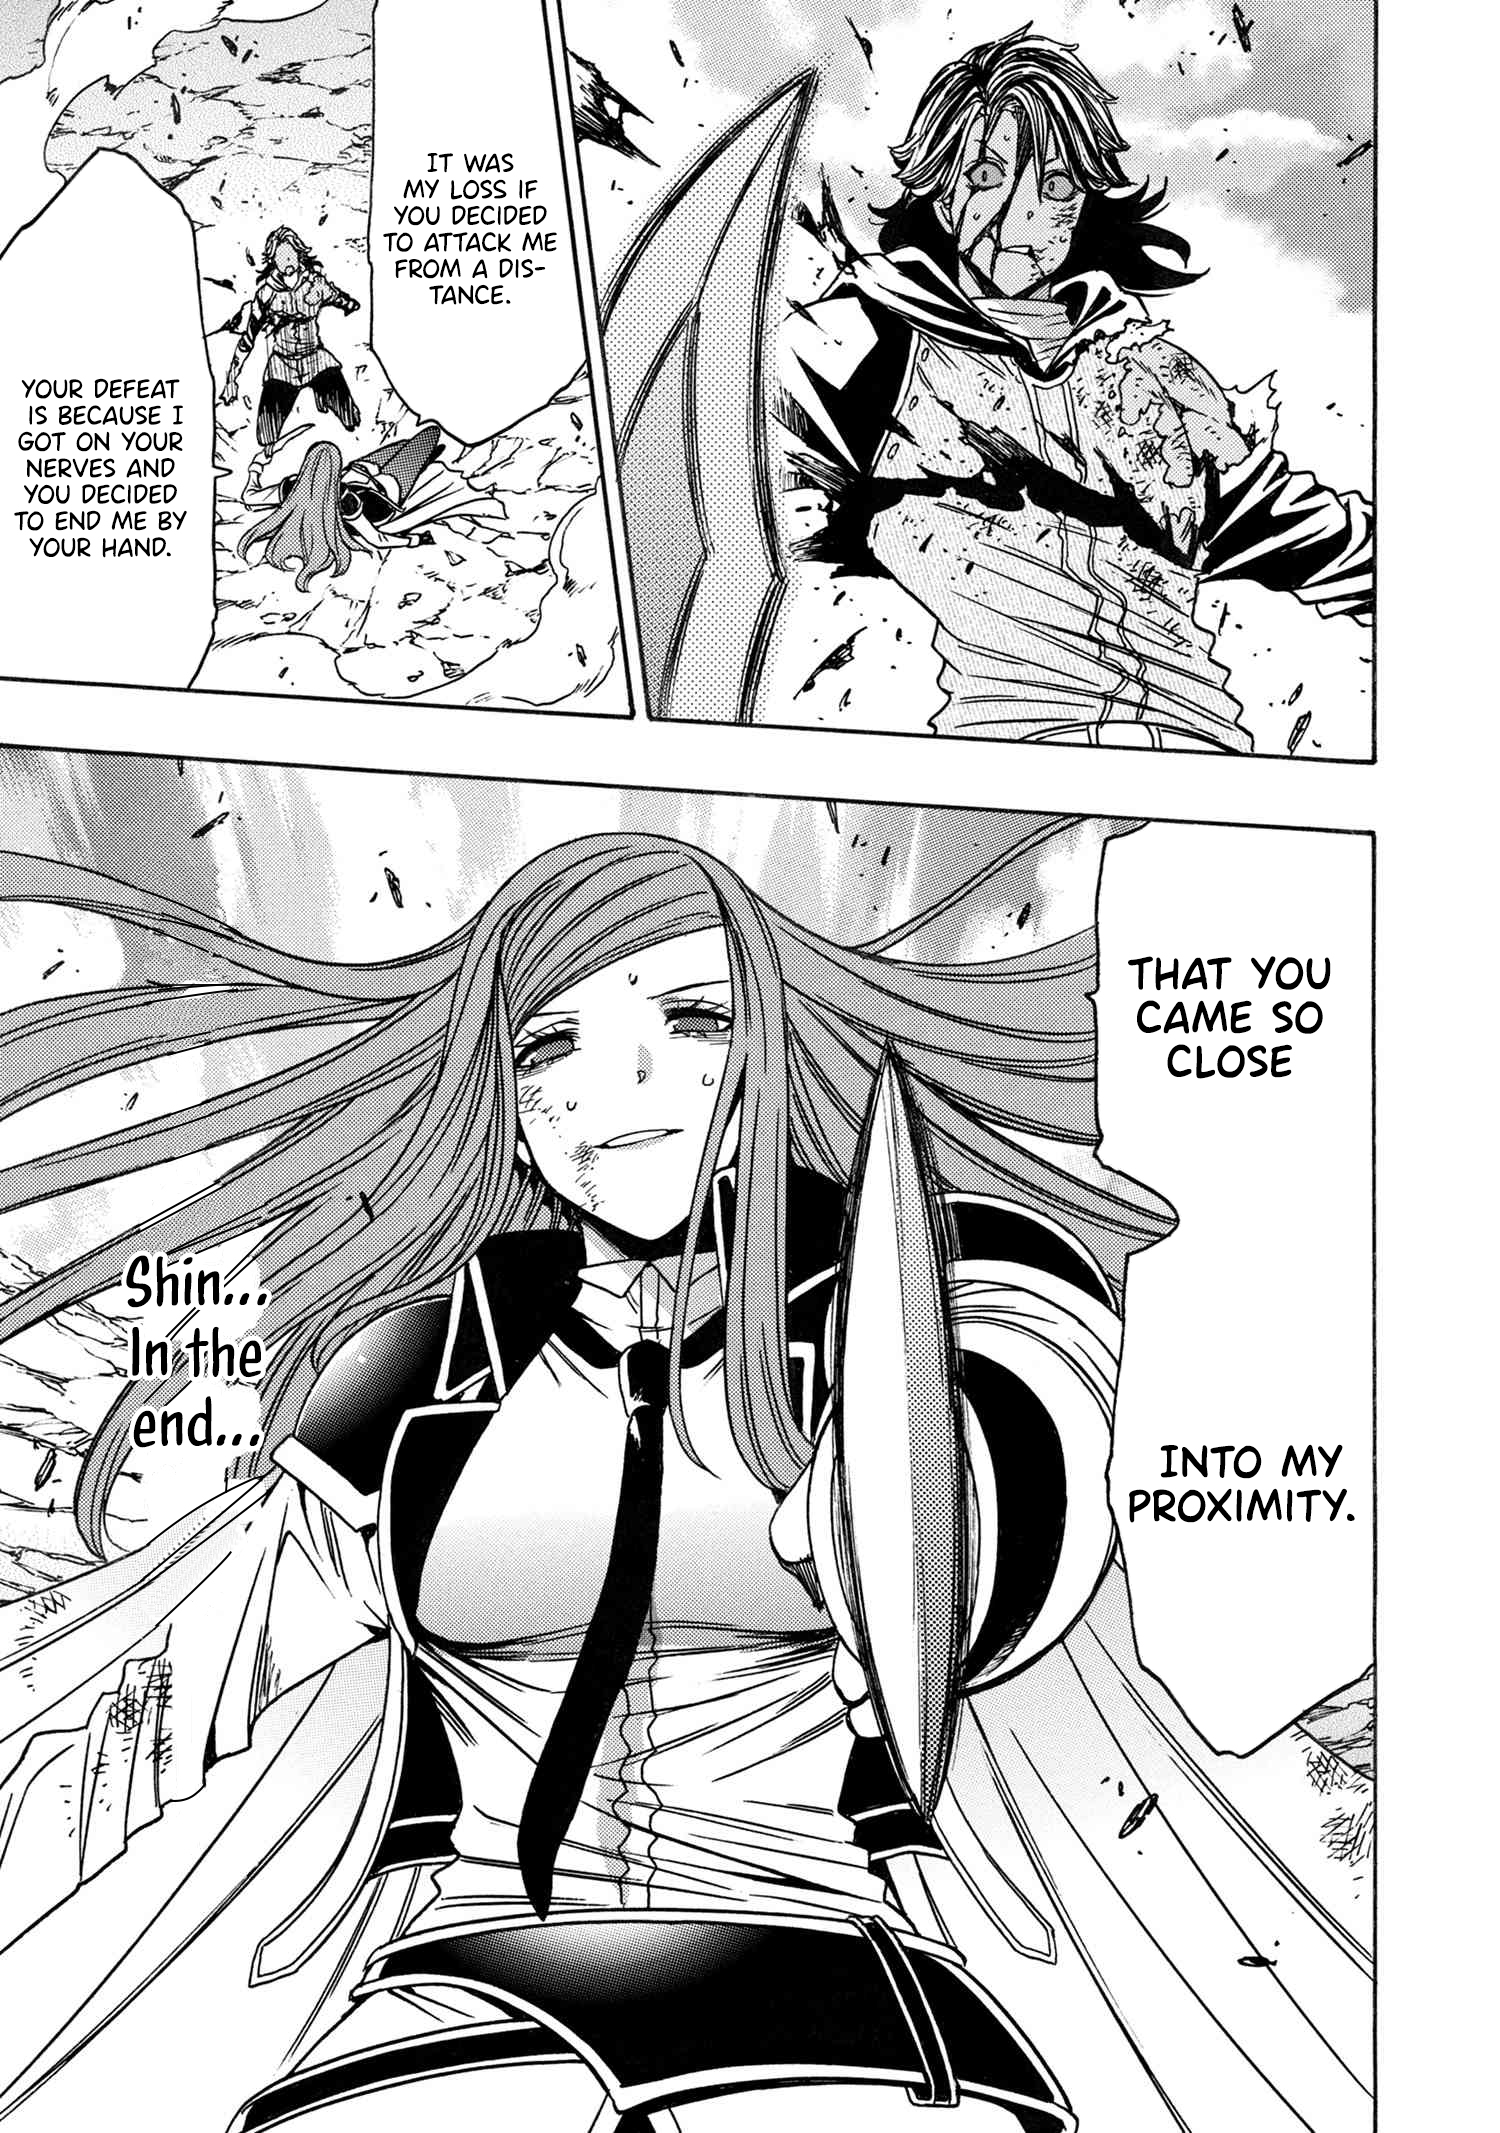 IT WAS
MY LOSS IF
YOU DECIDED
TO ATTACK ME
FROM A DIS-
TANCE.
YOUR DEFEAT
IS BECAUSE I
GOT ON YOUR
NERVES AND
YOU DECIDED
TO END ME BY
YOUR HAND.
THAT YOU
CAME SO
CLOSE
INTO MY
PROXIMITY.
Shin...
In the
end...